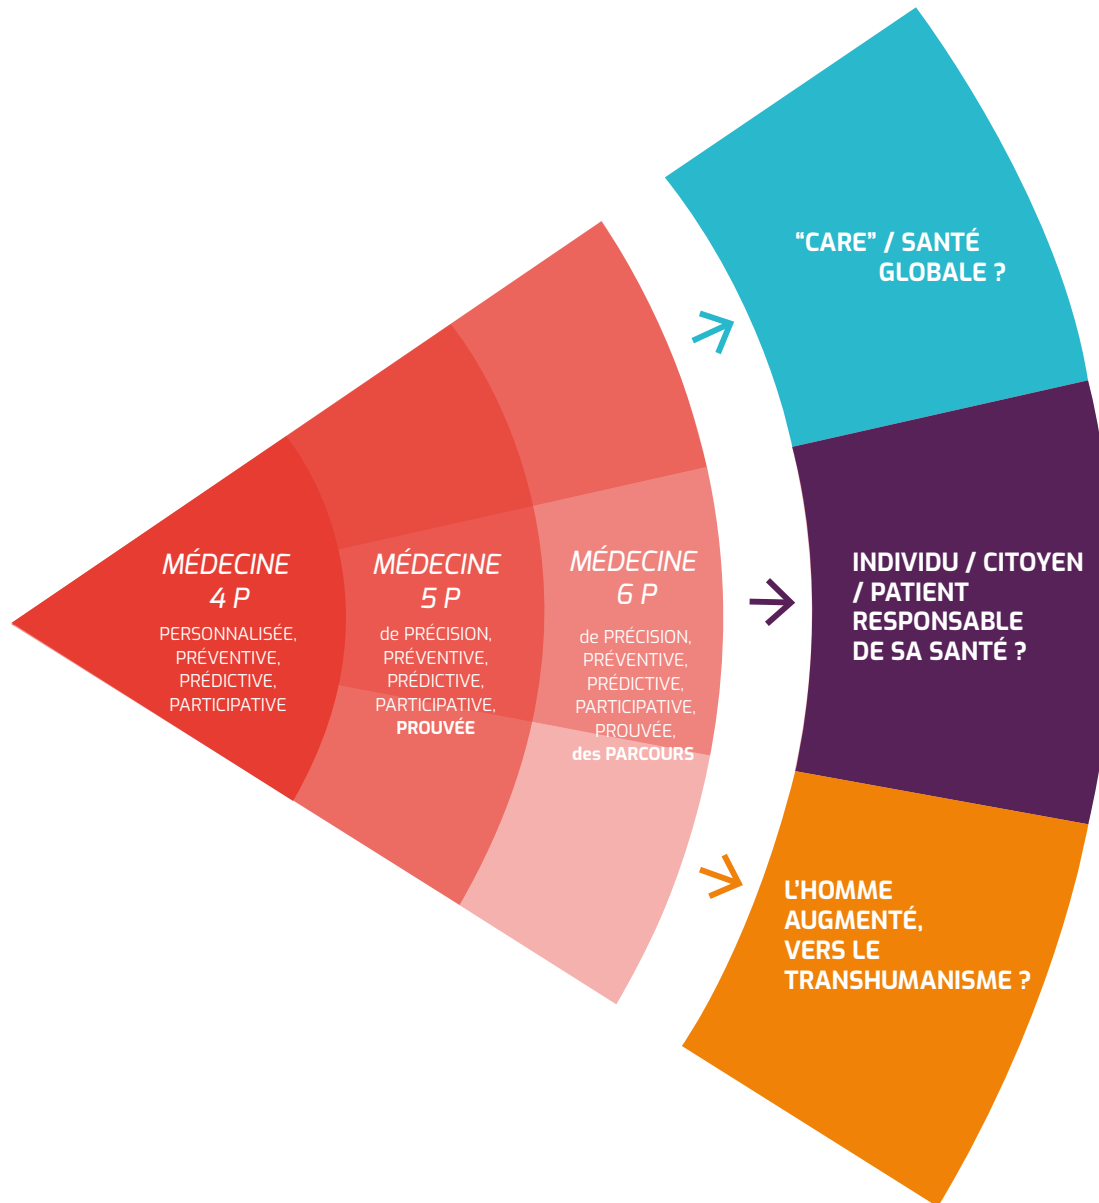 “CARE” / SANTÉ
GLOBALE ?
MÉDECINE
4 P
PERSONNALISÉE,
PRÉVENTIVE,
PRÉDICTIVE,
PARTICIPATIVE
MÉDECINE
5 P
de PRÉCISION,
PRÉVENTIVE,
PRÉDICTIVE,
PARTICIPATIVE,
PROUVÉE
MÉDECINE
6 P
de PRÉCISION,
PRÉVENTIVE,
PRÉDICTIVE,
PARTICIPATIVE,
PROUVÉE,
des PARCOURS
INDIVIDU / CITOYEN
/ PATIENT
RESPONSABLE
DE SA SANTÉ ?
L’HOMME
AUGMENTÉ,
VERS LE
TRANSHUMANISME ?